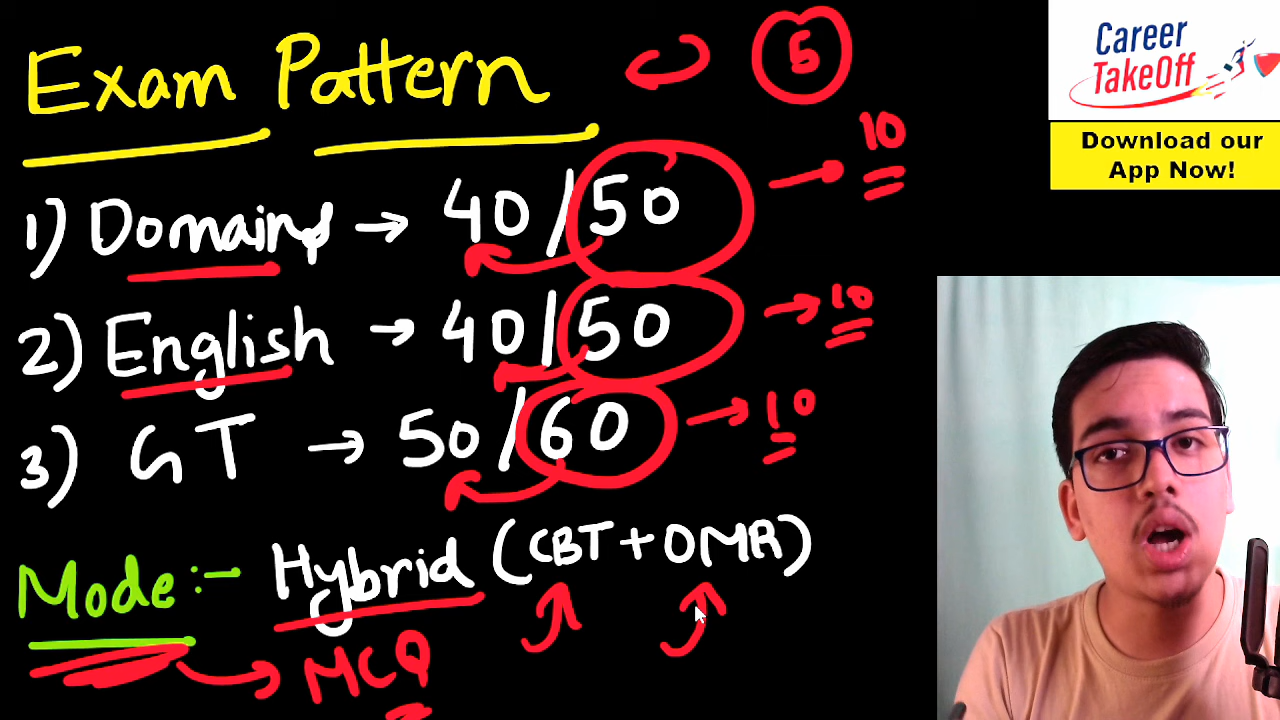 Exam Pattern 5
Career
TakeOff
Download our
App Now!
1) Domain → 40/50 → 10
2) English → 40/50 → 10
3) GT → 50/60 → 10
Mode :- Hybrid (CBT + OMR)
→ MCQ